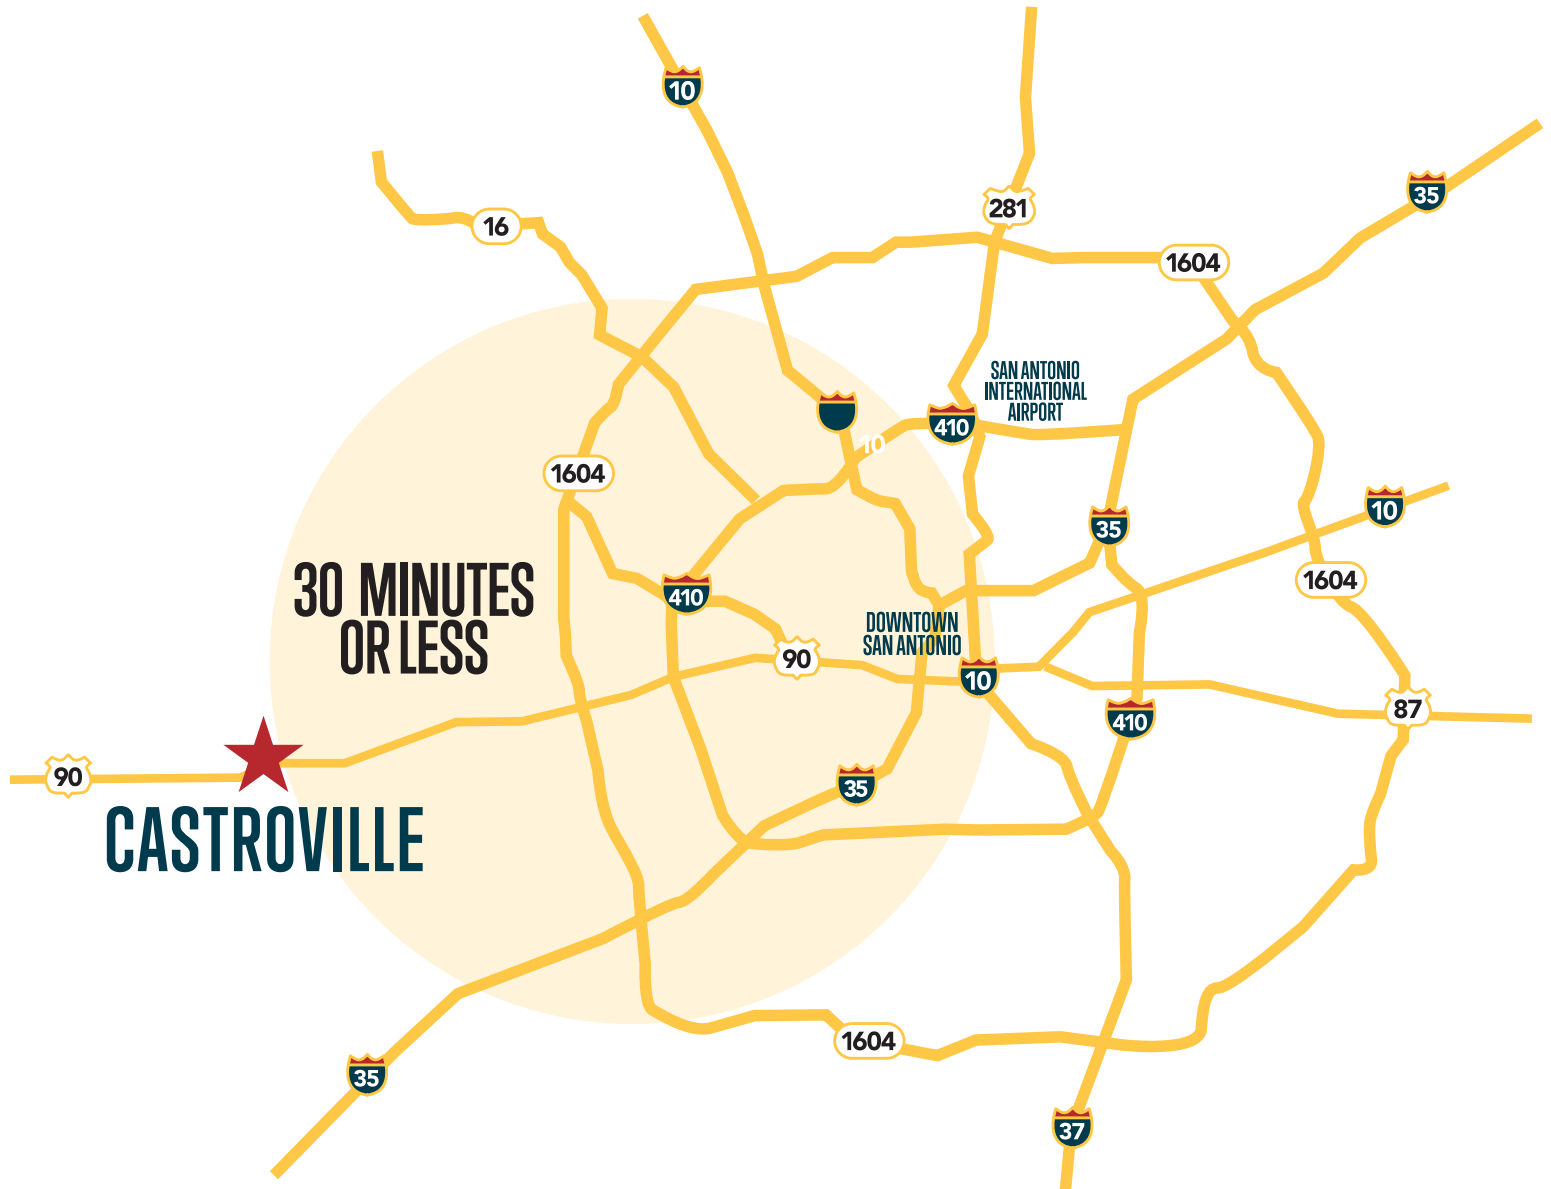 10
281
35
16
1604
SAN ANTONIO
INTERNATIONAL
AIRPORT
410
10
1604
10
35
30 MINUTES
OR LESS
410
1604
DOWNTOWN
SAN ANTONIO
90
10
87
410
90
35
CASTROVILLE
1604
35
37